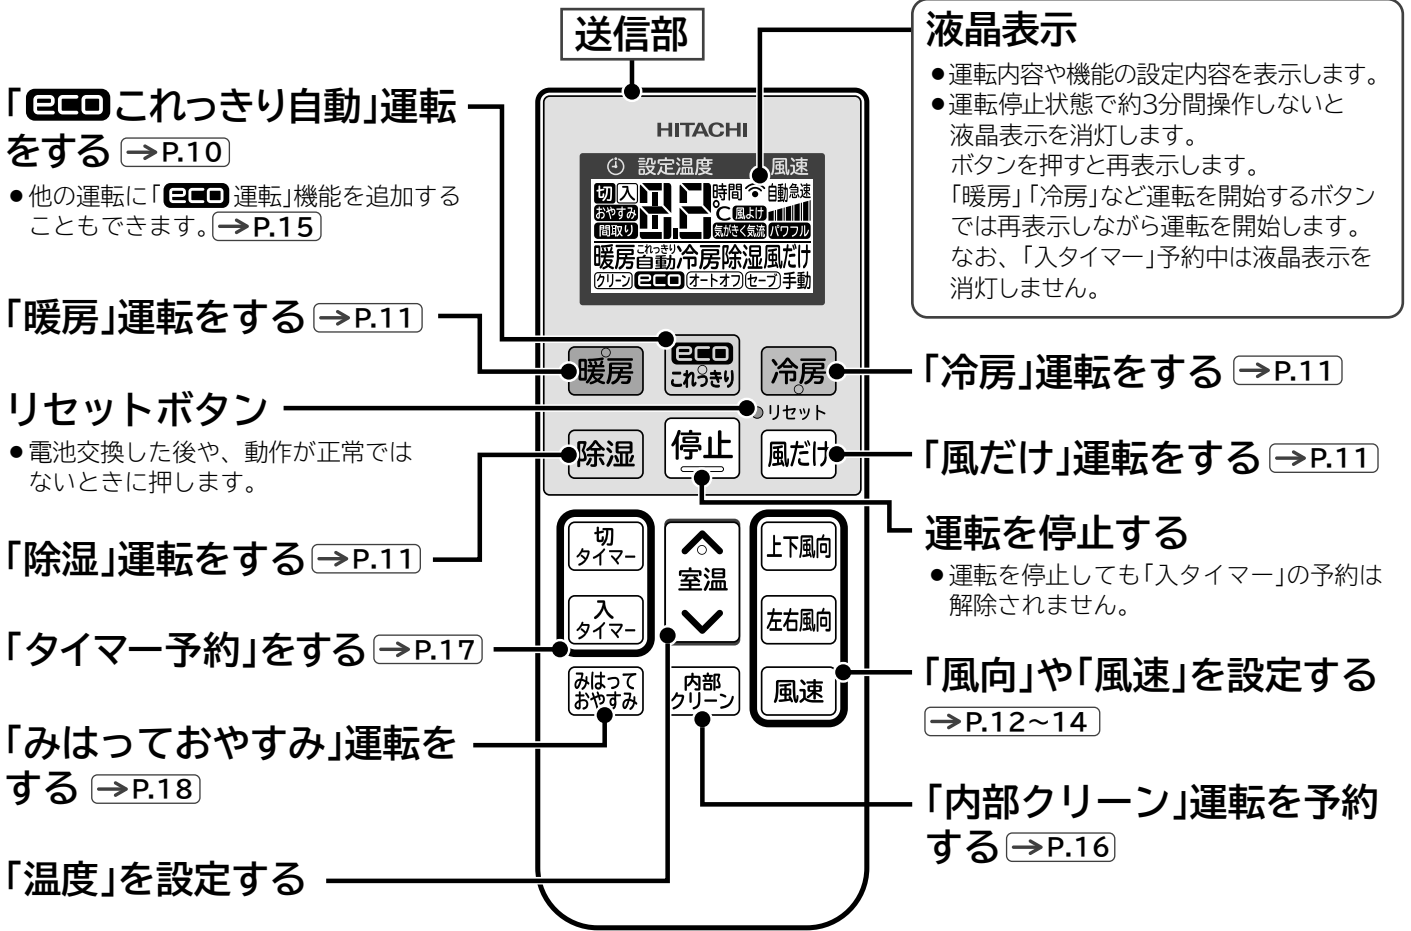 送信部
液晶表示
●運転内容や機能の設定内容を表示します。
●運転停止状態で約3分間操作しないと
液晶表示を消灯します。
ボタンを押すと再表示します。
「暖房」「冷房」など運転を開始するボタン
では再表示しながら運転を開始します。
なお、「入タイマー」予約中は液晶表示を
消灯しません。
「ecoこれっきり自動」運転
をする →P.10
●他の運転に「eco運転」機能を追加する
こともできます。→P.15
「暖房」運転をする →P.11
リセットボタン
●電池交換した後や、動作が正常では
ないときに押します。
「除湿」運転をする →P.11
「タイマー予約」をする →P.17
「みはっておやすみ」運転を
する →P.18
「温度」を設定する
HITACHI
設定温度 風速
切 入 時間 自動 急速
おやすみ ℃ 風よけ
間取り 気がきく気流 パワフル
暖房 これっきり自動 冷房 除湿 風だけ
クリーン eco オートオフ セーブ 手動
暖房
eco
これっきり
冷房
リセット
除湿
停止
風だけ
切
タイマー
室温
上下風向
入
タイマー
左右風向
みはって
おやすみ
内部
クリーン
風速
「冷房」運転をする →P.11
「風だけ」運転をする →P.11
運転を停止する
●運転を停止しても「入タイマー」の予約は
解除されません。
「風向」や「風速」を設定する
→P.12~14
「内部クリーン」運転を予約
する →P.16